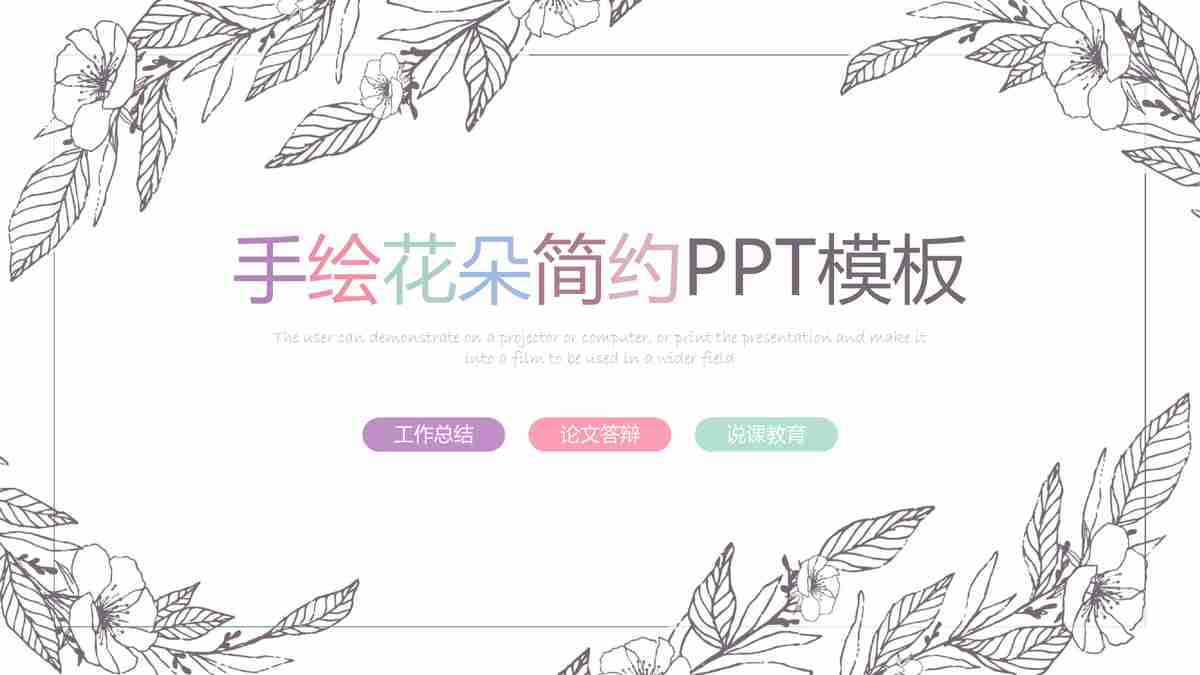 手绘花朵简约PPT模板
The user can demonstrate on a projector or computer, or print the presentation and make it
into a film to be used in a wider field
工作总结
论文答辩
说课教育